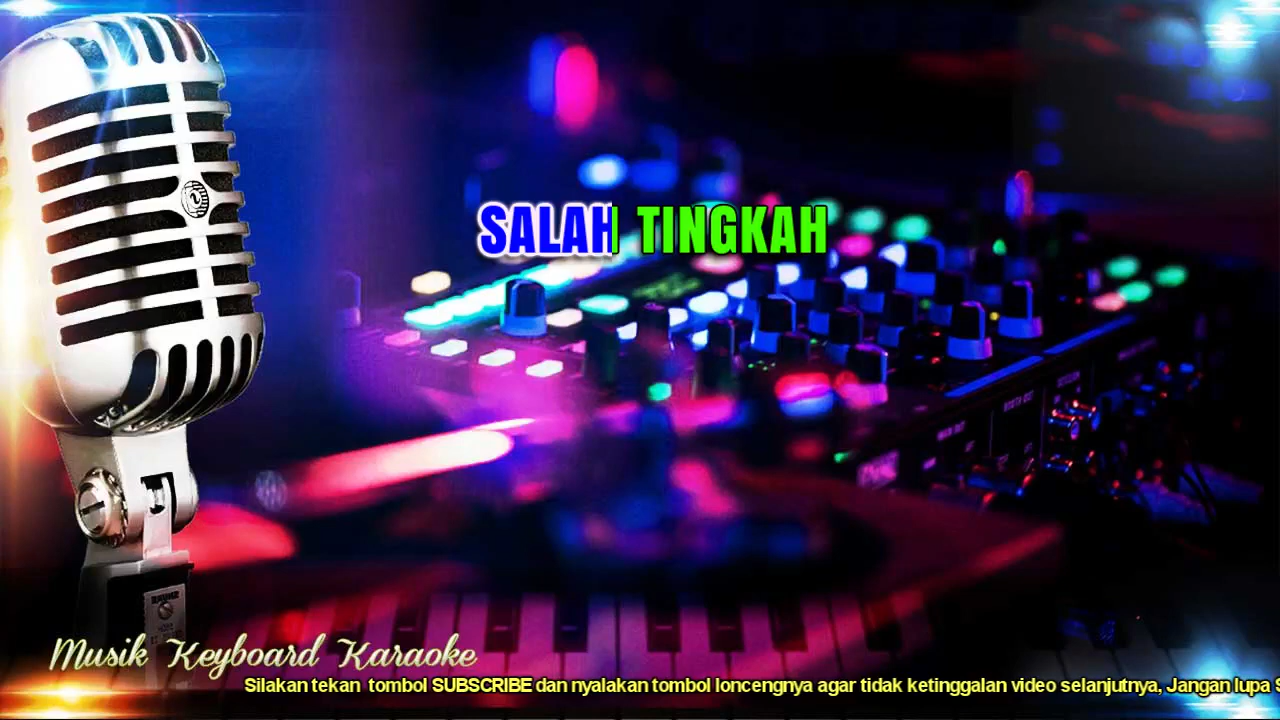 SALAH TINGKAH
Musik Keyboard Karaoke
Silakan tekan tombol SUBSCRIBE dan nyalakan tombol loncengnya agar tidak ketinggalan video selanjutnya, Jangan lupa